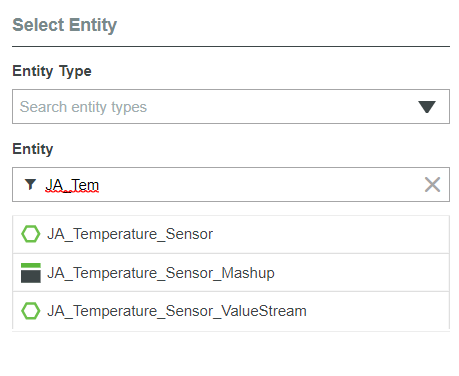 Select Entity
Entity Type
Search entity types
Entity
JA_Tem
JA_Temperature_Sensor
JA_Temperature_Sensor_Mashup
JA_Temperature_Sensor_ValueStream